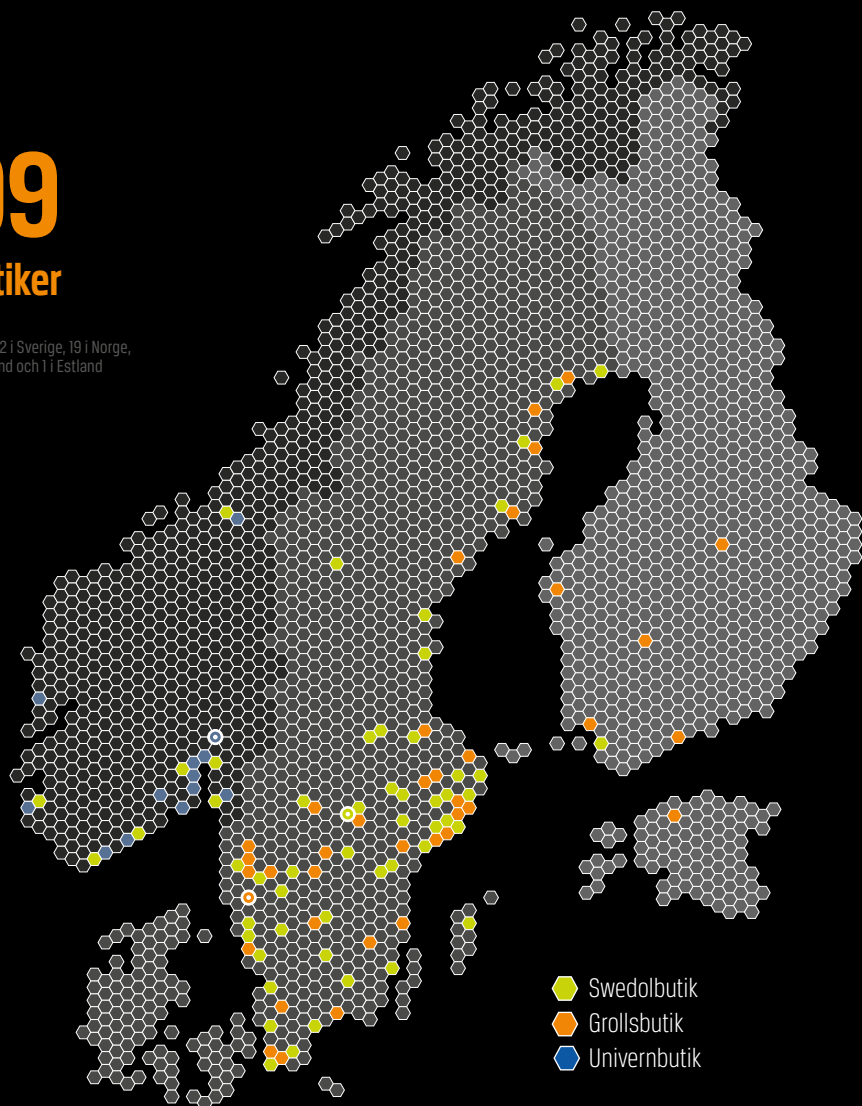 99
tiker
2 i Sverige, 19 i Norge,
nd och 1 i Estland
Swedolbutik
Grollsbutik
Univernbutik